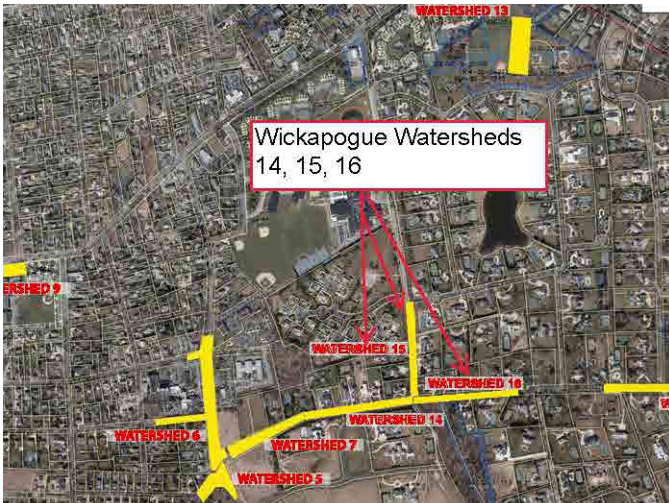 WATERSHED 13
Wickapogue Watersheds
14, 15, 16
ERSHED 9
WATERSHED 15
WATERSHED 16
W
WATERSHED 14
WATERSHED 6
WATERSHED 7
WATERSHED 5